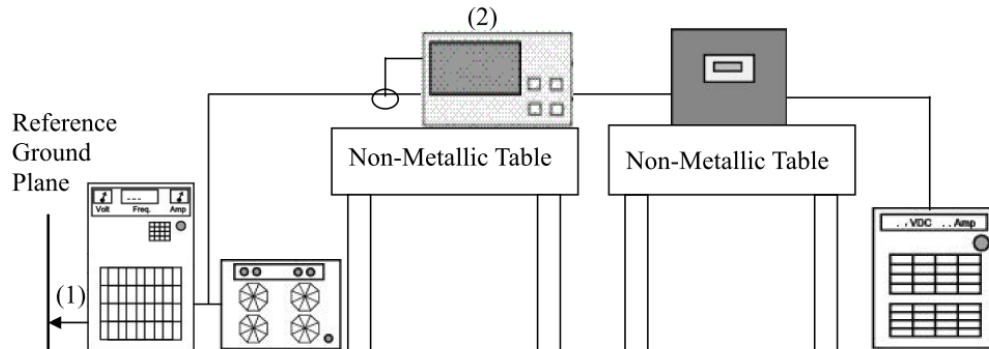 (2)
Reference
Ground
Plane
Non-Metallic Table
Non-Metallic Table
---
Volt
Freq.
Amp
. . VDC . . Amp
(1)